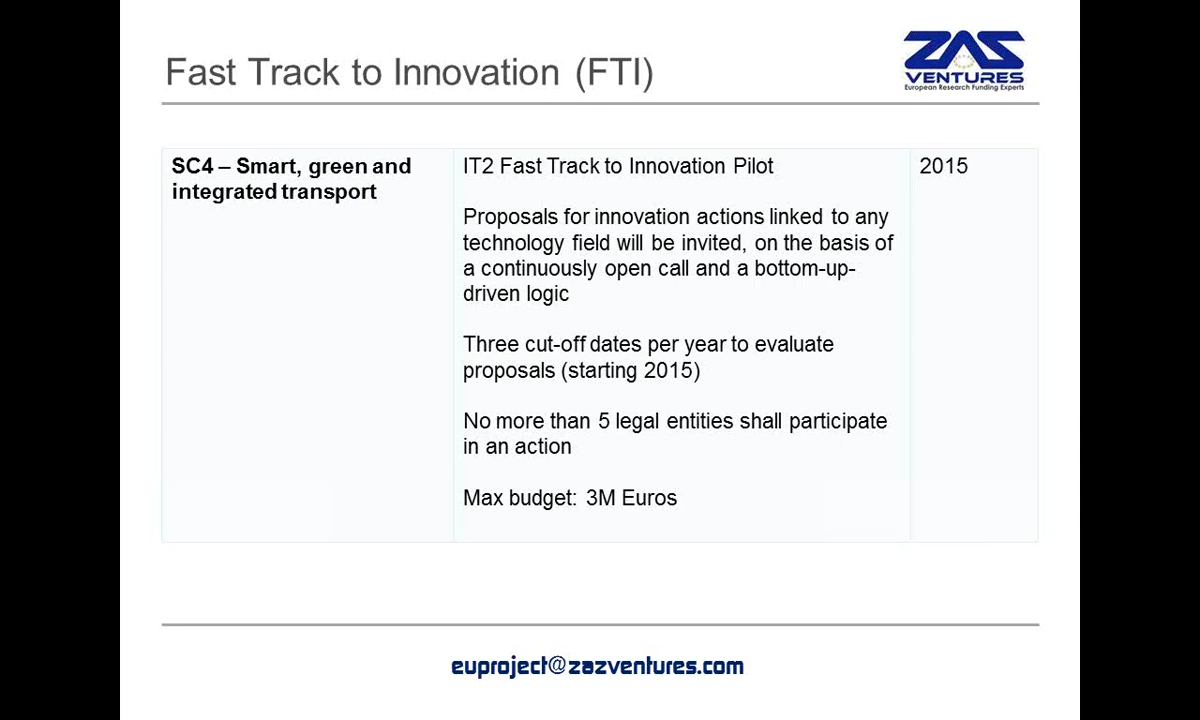 Fast Track to Innovation (FTI)
ZAZ
VENTURES
European Research Funding Experts
SC4 – Smart, green and
integrated transport
IT2 Fast Track to Innovation Pilot
Proposals for innovation actions linked to any
technology field will be invited, on the basis of
a continuously open call and a bottom-up-
driven logic
Three cut-off dates per year to evaluate
proposals (starting 2015)
No more than 5 legal entities shall participate
in an action
Max budget: 3M Euros
2015
euproject@zazventures.com